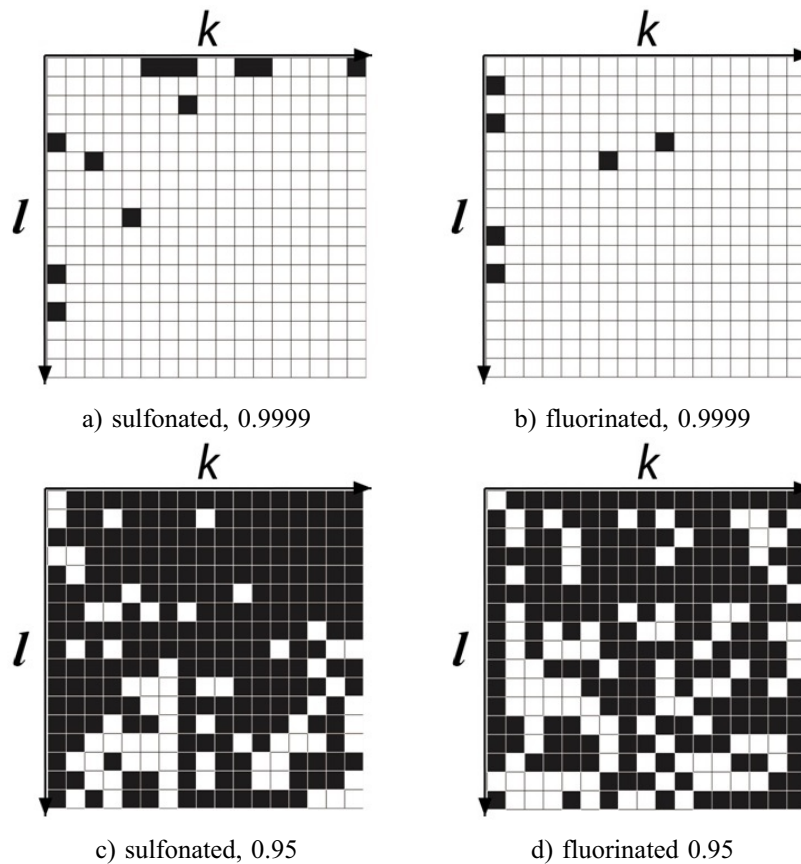 k k
l l
a) sulfonated, 0.9999 b) fluorinated, 0.9999
k k
l l
c) sulfonated, 0.95 d) fluorinated 0.95